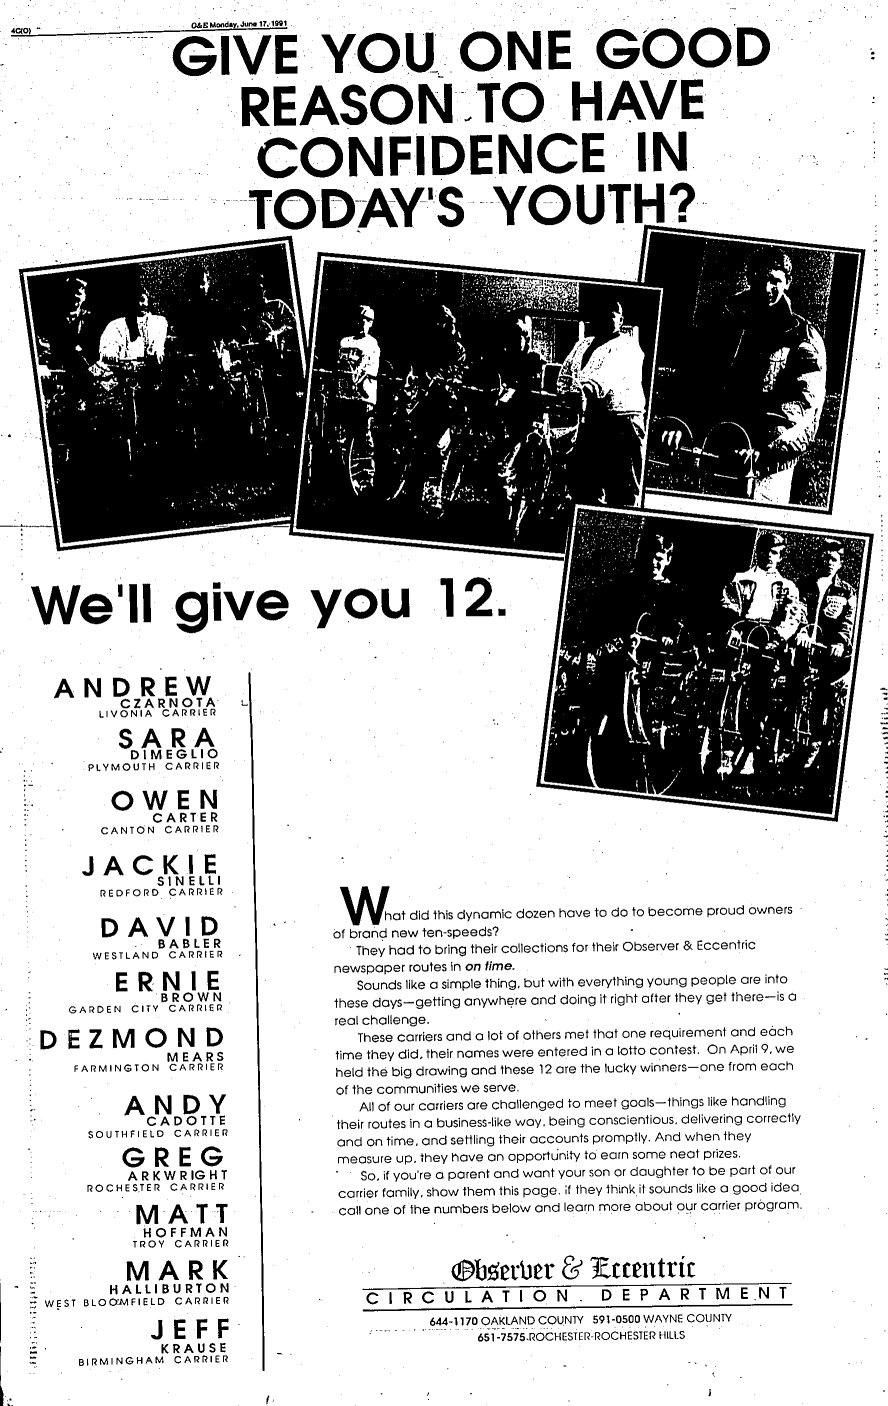 4C(O)
O&E Monday, June 17, 1991
GIVE YOU ONE GOOD
REASON TO HAVE
CONFIDENCE IN
TODAY'S YOUTH?
We'll give you 12.
ANDREW
CZARNOTA
LIVONIA CARRIER
SARA
DIMEGLIO
PLYMOUTH CARRIER
OWEN
CARTER
CANTON CARRIER
JACKIE
SINELLI
REDFORD CARRIER
DAVID
BABLER
WESTLAND CARRIER
ERNIE
BROWN
GARDEN CITY CARRIER
DEZMOND
MEARS
FARMINGTON CARRIER
ANDY
CADOTTE
SOUTHFIELD CARRIER
GREG
ARKWRIGHT
ROCHESTER CARRIER
MATT
HOFFMAN
TROY CARRIER
MARK
HALLIBURTON
WEST BLOOMFIELD CARRIER
JEFF
KRAUSE
BIRMINGHAM CARRIER
What did this dynamic dozen have to do to become proud owners
of brand new ten-speeds?
They had to bring their collections for their Observer & Eccentric
newspaper routes in on time.
Sounds like a simple thing, but with everything young people are into
these days—getting anywhere and doing it right after they get there—is a
real challenge.
These carriers and a lot of others met that one requirement and each
time they did, their names were entered in a lotto contest. On April 9, we
held the big drawing and these 12 are the lucky winners—one from each
of the communities we serve.
All of our carriers are challenged to meet goals—things like handling
their routes in a business-like way, being conscientious, delivering correctly
and on time, and settling their accounts promptly. And when they
measure up, they have an opportunity to earn some neat prizes.
So, if you're a parent and want your son or daughter to be part of our
carrier family, show them this page. if they think it sounds like a good idea
call one of the numbers below and learn more about our carrier program.
Observer & Eccentric
CIRCULATION DEPARTMENT
644-1170 OAKLAND COUNTY 591-0500 WAYNE COUNTY
651-7575 ROCHESTER-ROCHESTER HILLS